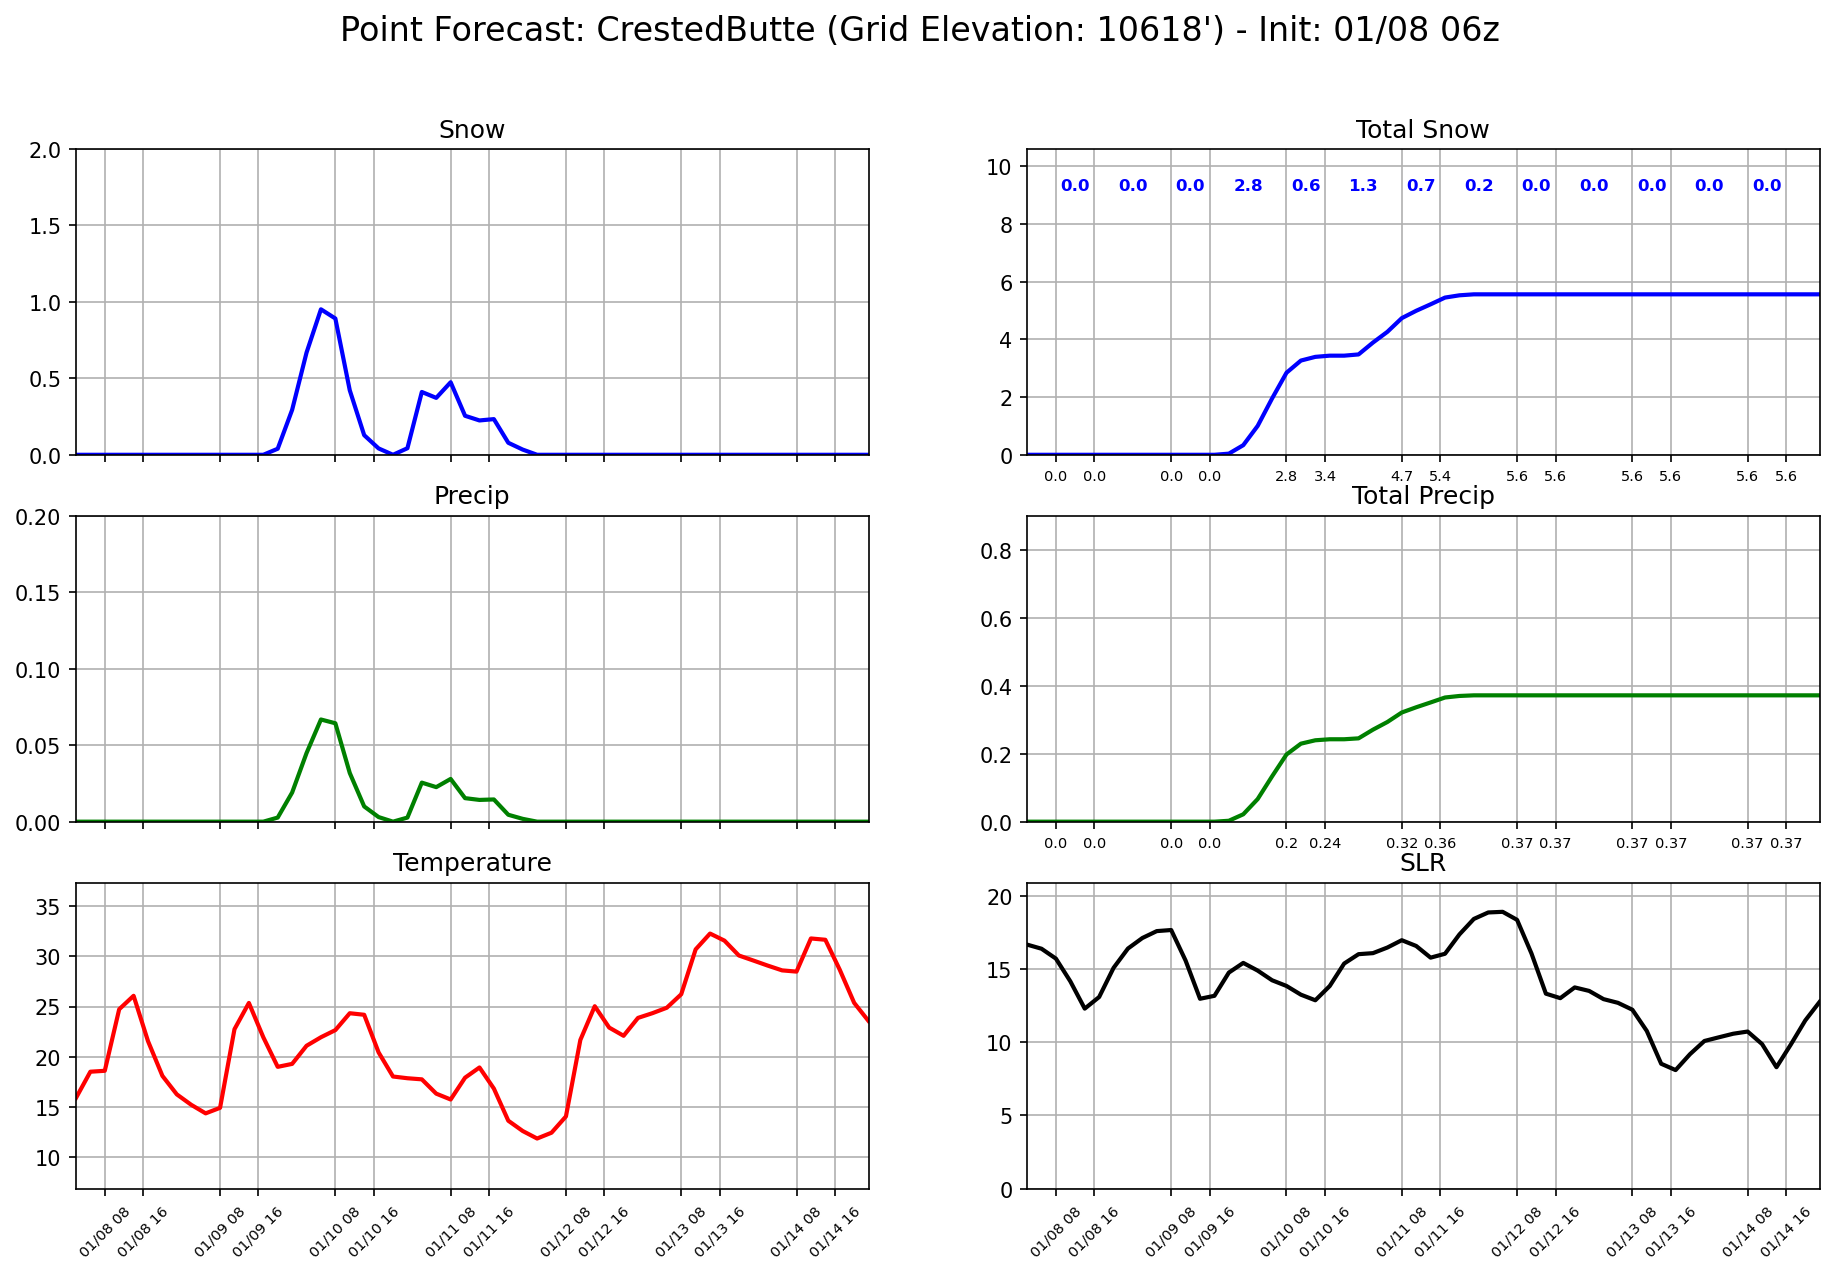 Point Forecast: CrestedButte (Grid Elevation: 10618') - Init: 01/08 06z
Snow
2.0
1.5
1.0
0.5
0.0
Total Snow
10
8
6
4
2
0
0.0 0.0 0.0 2.8 0.6 1.3 0.7 0.2 0.0 0.0 0.0 0.0 0.0
0.0 0.0 0.0 0.0 2.8 3.4 4.7 5.4 5.6 5.6 5.6 5.6 5.6 5.6
Precip
0.20
0.15
0.10
0.05
0.00
Total Precip
0.8
0.6
0.4
0.2
0.0
0.0 0.0 0.0 0.0 0.2 0.24 0.32 0.36 0.37 0.37 0.37 0.37 0.37 0.37
Temperature
35
30
25
20
15
10
01/08 08 01/08 16 01/09 08 01/09 16 01/10 08 01/10 16 01/11 08 01/11 16 01/12 08 01/12 16 01/13 08 01/13 16 01/14 08 01/14 16
SLR
20
15
10
5
0
01/08 08 01/08 16 01/09 08 01/09 16 01/10 08 01/10 16 01/11 08 01/11 16 01/12 08 01/12 16 01/13 08 01/13 16 01/14 08 01/14 16